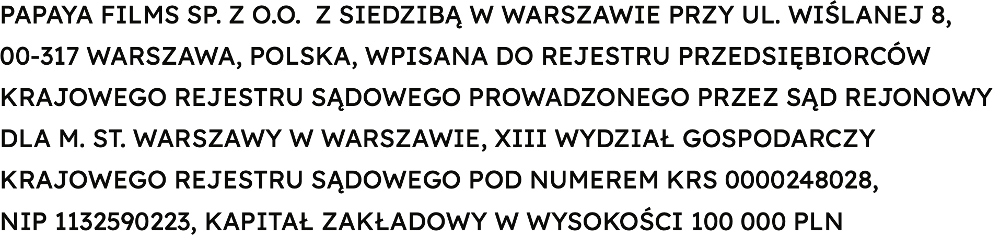 PAPAYA FILMS SP. Z O.O.  Z SIEDZIBĄ W WARSZAWIE PRZY UL. WIŚLANEJ 8,
00-317 WARSZAWA, POLSKA, WPISANA DO REJESTRU PRZEDSIĘBIORCÓW
KRAJOWEGO REJESTRU SĄDOWEGO PROWADZONEGO PRZEZ SĄD REJONOWY
DLA M. ST. WARSZAWY W WARSZAWIE, XIII WYDZIAŁ GOSPODARCZY
KRAJOWEGO REJESTRU SĄDOWEGO POD NUMEREM KRS 0000248028,
NIP 1132590223, KAPITAŁ ZAKŁADOWY W WYSOKOŚCI 100 000 PLN